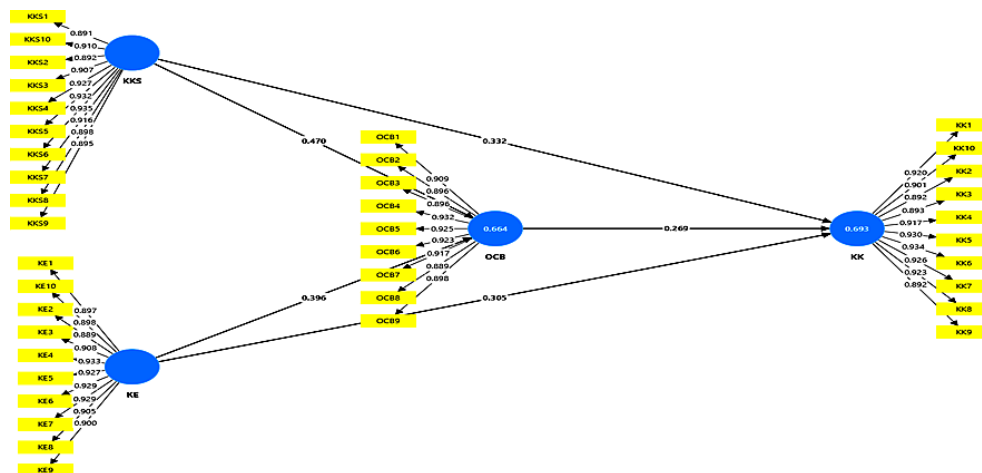 KKS1
KKS10
KKS2
KKS3
KKS4
KKS5
KKS6
KKS7
KKS8
KKS9
0.891
0.910
0.892
0.907
0.927
0.932
0.935
0.916
0.898
0.895
KKS
KE1
KE10
KE2
KE3
KE4
KE5
KE6
KE7
KE8
KE9
0.897
0.898
0.889
0.908
0.933
0.927
0.929
0.929
0.905
0.900
KE
0.470
0.396
0.332
0.269
0.305
OCB1
OCB2
OCB3
OCB4
OCB5
OCB6
OCB7
OCB8
OCB9
0.909
0.896
0.896
0.932
0.925
0.923
0.917
0.889
0.898
0.664
OCB
0.693
KK
0.920
0.901
0.892
0.893
0.917
0.930
0.934
0.926
0.923
0.892
KK1
KK10
KK2
KK3
KK4
KK5
KK6
KK7
KK8
KK9